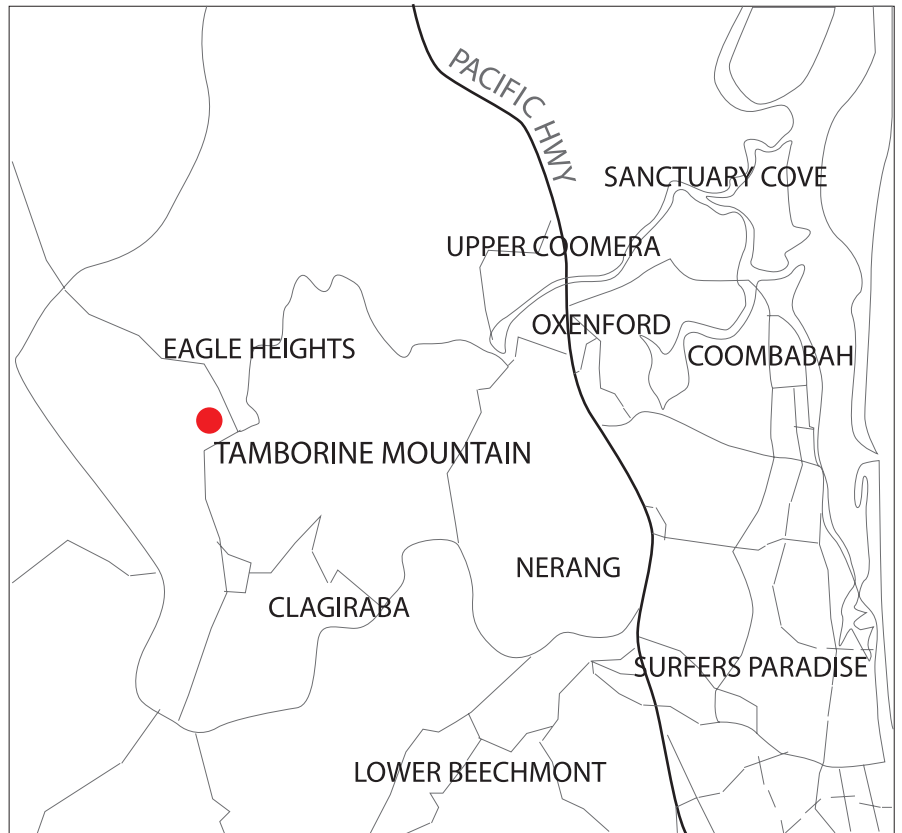 PACIFIC HWY
SANCTUARY COVE
UPPER COOMERA
OXENFORD
EAGLE HEIGHTS
COOMBABAH
TAMBORINE MOUNTAIN
NERANG
CLAGIRABA
SURFERS PARADISE
LOWER BEECHMONT